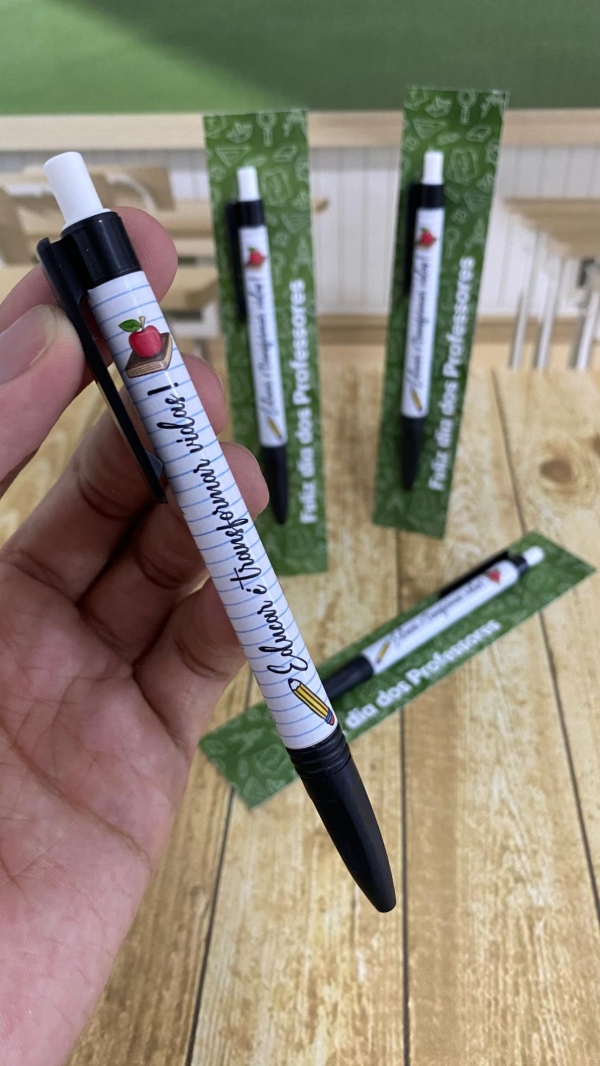 Educar é transformar vidas!
Feliz dia dos Professores
Feliz dia dos Professores
dia dos Professores